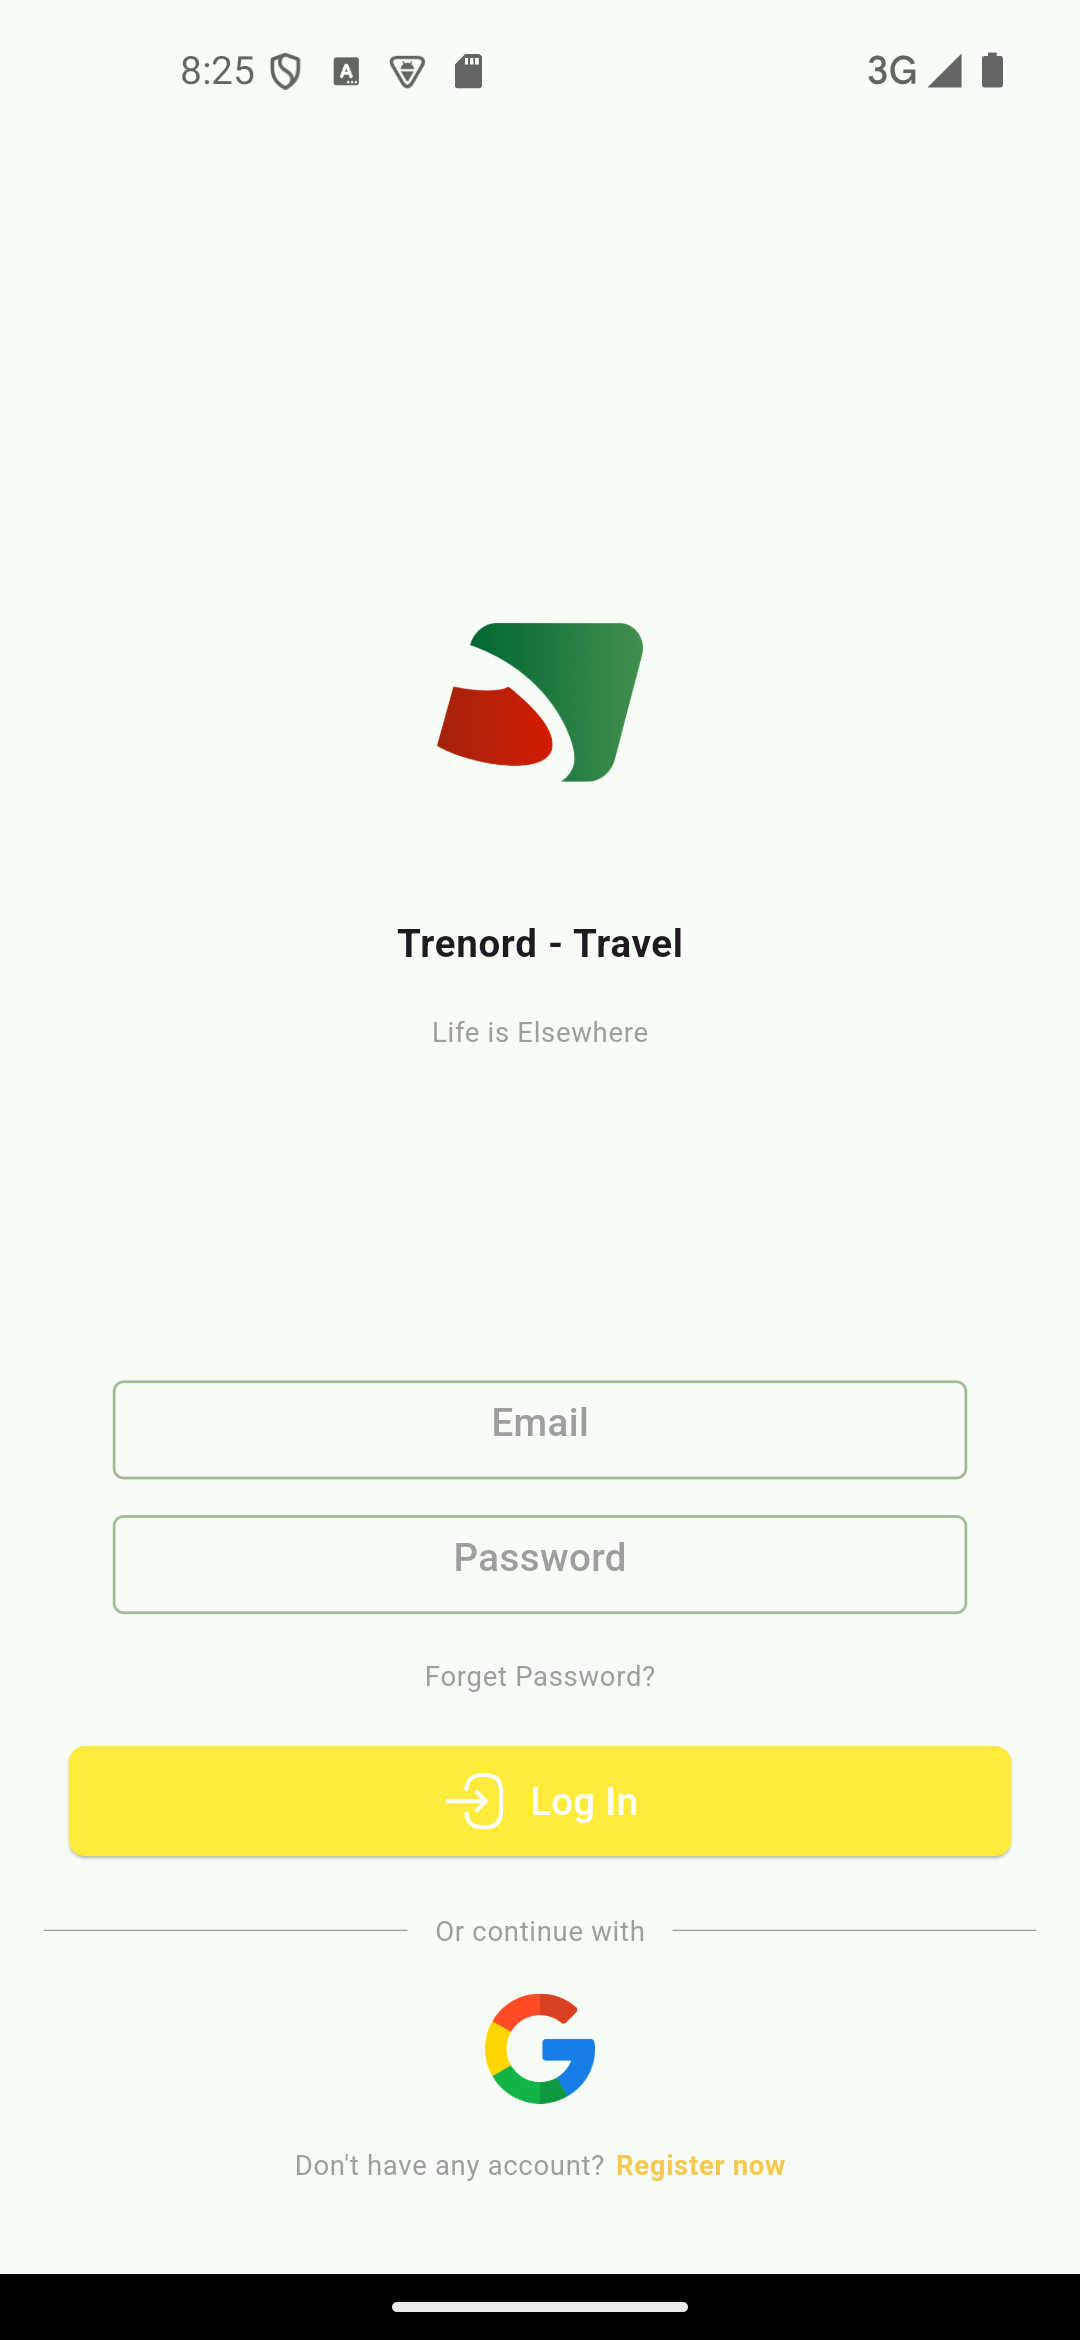 8:25
3G
Trenord - Travel
Life is Elsewhere
Email
Password
Forget Password?
Log In
Or continue with
Don't have any account? Register now